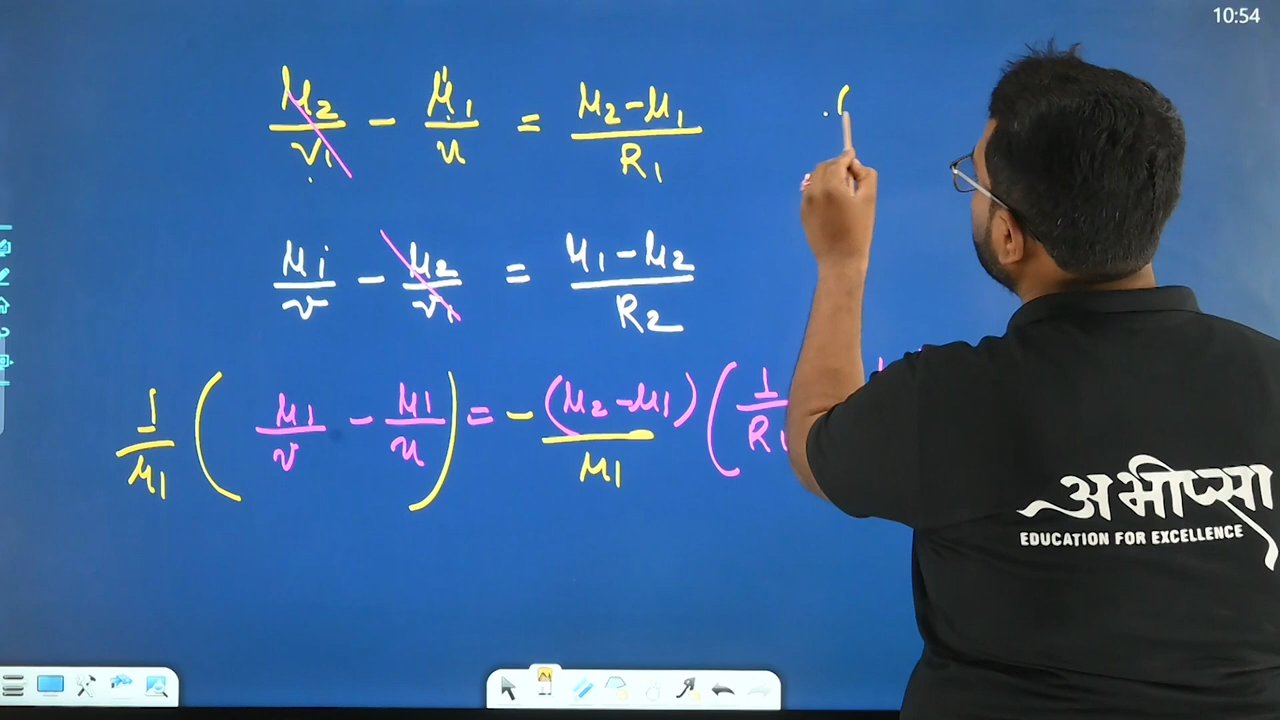 10:54
μ2/v1 - μ1/u = μ2-μ1/R1
μ1/v - μ2/v1 = μ1-μ2/R2
1/μ1 ( μ1/v - μ1/u ) = - (μ2-μ1)/μ1 ( 1/R1
अभीप्सा
EDUCATION FOR EXCELLENCE